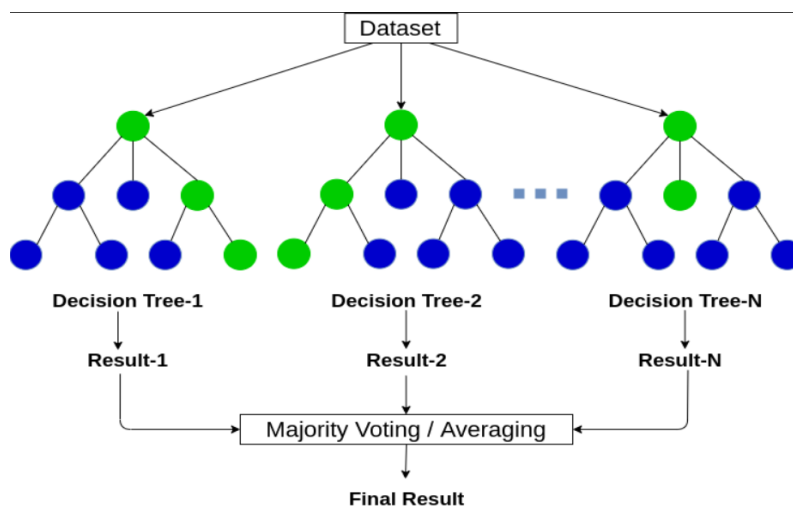 Dataset
Decision Tree-1
Decision Tree-2
Decision Tree-N
Result-1
Result-2
Result-N
Majority Voting / Averaging
Final Result